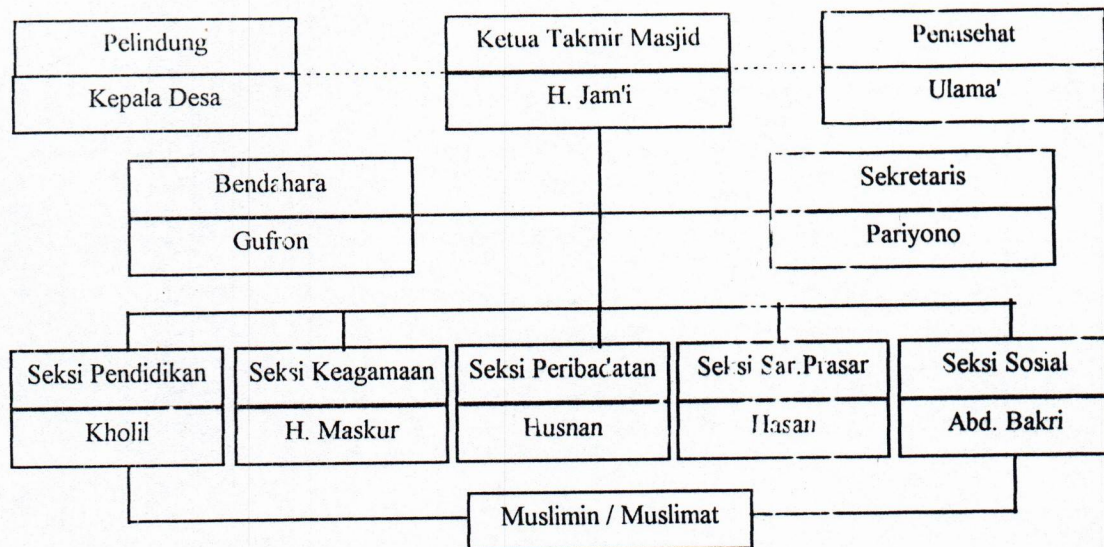 Pelindung
Kepala Desa
Ketua Takmir Masjid
H. Jam'i
Penasehat
Ulama'
Bendahara
Gufron
Sekretaris
Pariyono
Seksi Pendidikan
Kholil
Seksi Keagamaan
H. Maskur
Seksi Peribadatan
Husnan
Seksi Sar.Prasar
Hasan
Seksi Sosial
Abd. Bakri
Muslimin / Muslimat